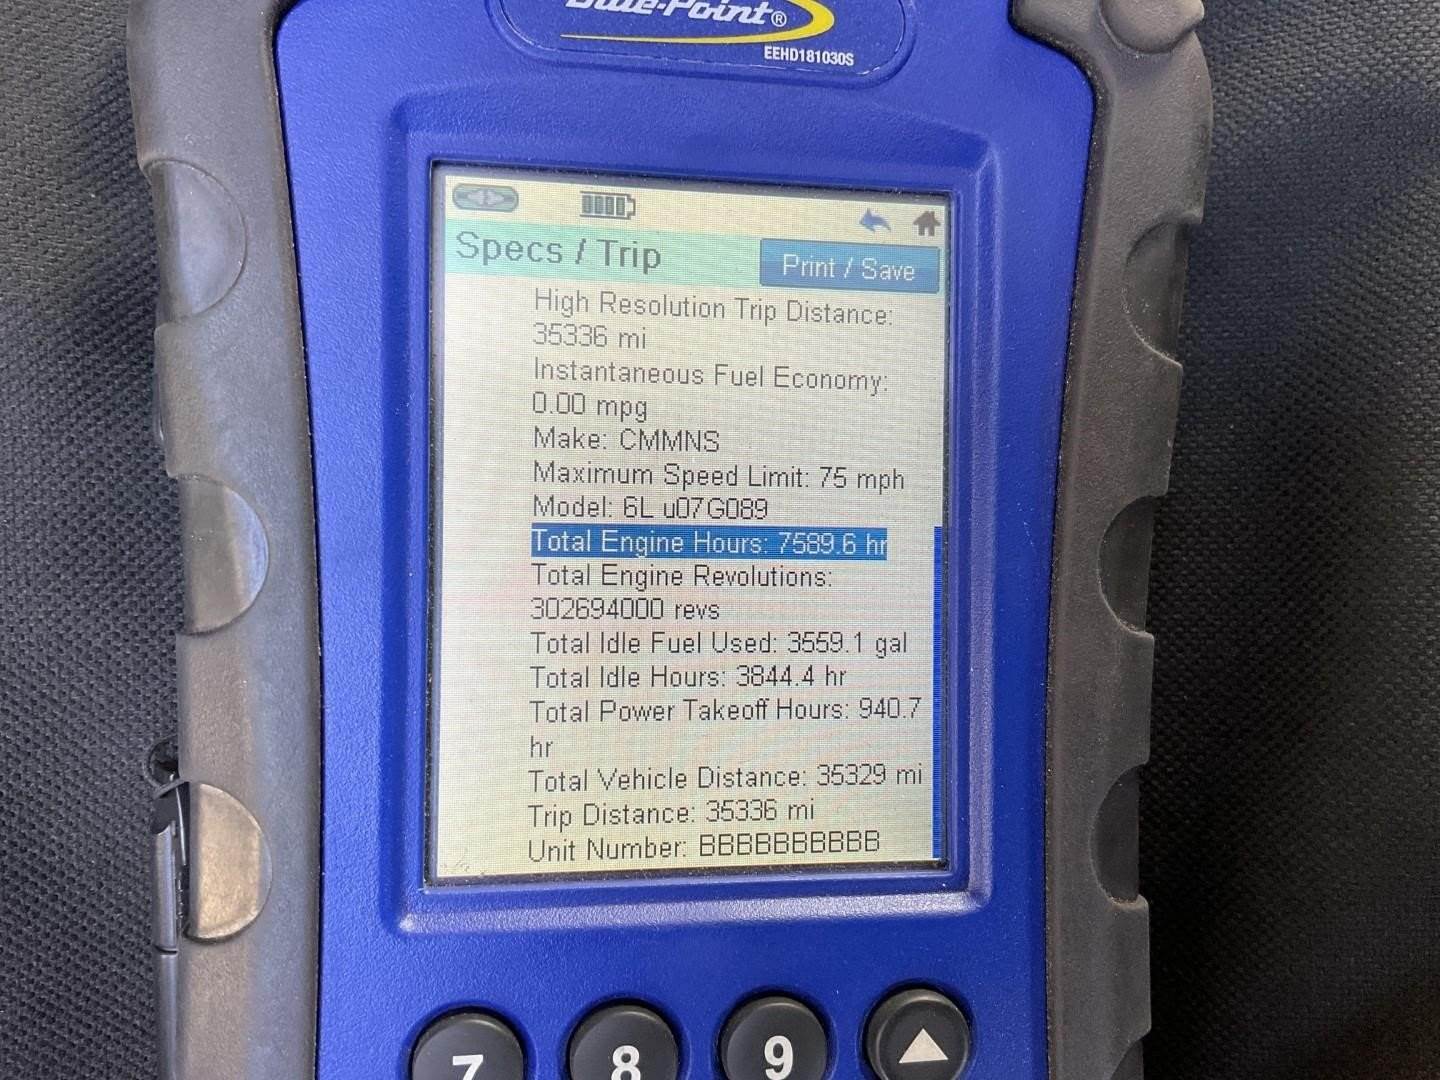 Blue-Point®
EEHD181030S
Specs / Trip
Print / Save
High Resolution Trip Distance:
35336 mi
Instantaneous Fuel Economy:
0.00 mpg
Make: CMMNS
Maximum Speed Limit: 75 mph
Model: 6L u07G089
Total Engine Hours: 7589.6 hr
Total Engine Revolutions:
302694000 revs
Total Idle Fuel Used: 3559.1 gal
Total Idle Hours: 3844.4 hr
Total Power Takeoff Hours: 940.7
hr
Total Vehicle Distance: 35329 mi
Trip Distance: 35336 mi
Unit Number: BBBBBBBBBB
7 8 9